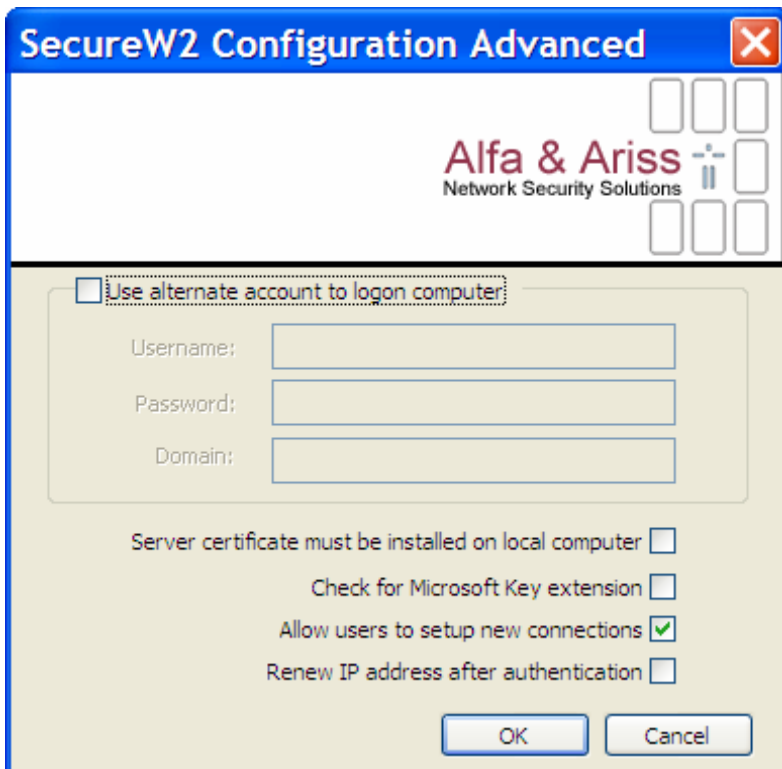 SecureW2 Configuration Advanced
Alfa & Ariss
Network Security Solutions
Use alternate account to logon computer
Username:
Password:
Domain:
Server certificate must be installed on local computer
Check for Microsoft Key extension
Allow users to setup new connections
Renew IP address after authentication
OK Cancel